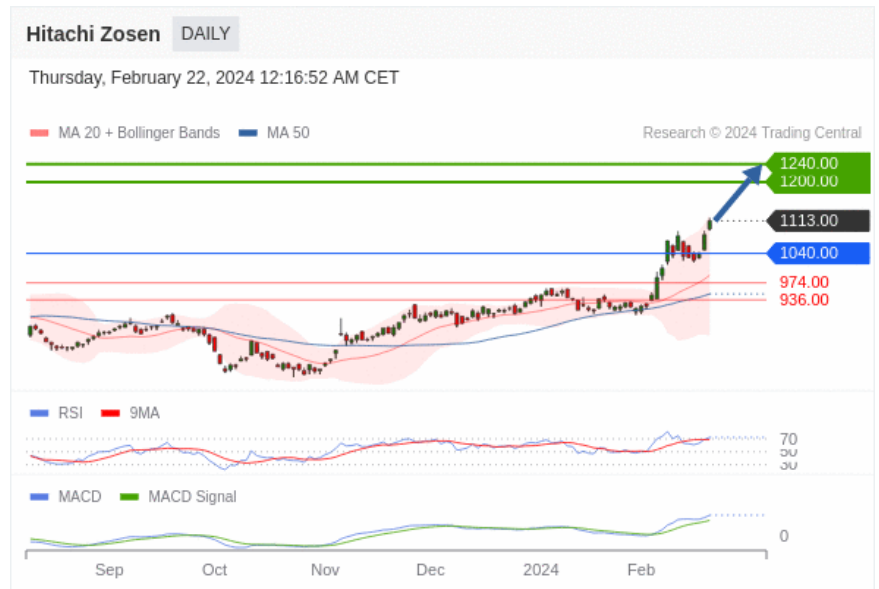 Hitachi Zosen DAILY
Thursday, February 22, 2024 12:16:52 AM CET
MA 20 + Bollinger Bands MA 50 Research © 2024 Trading Central
1240.00
1200.00
1113.00
1040.00
974.00
936.00
RSI 9MA
70
50
30
MACD MACD Signal
0
Sep Oct Nov Dec 2024 Feb